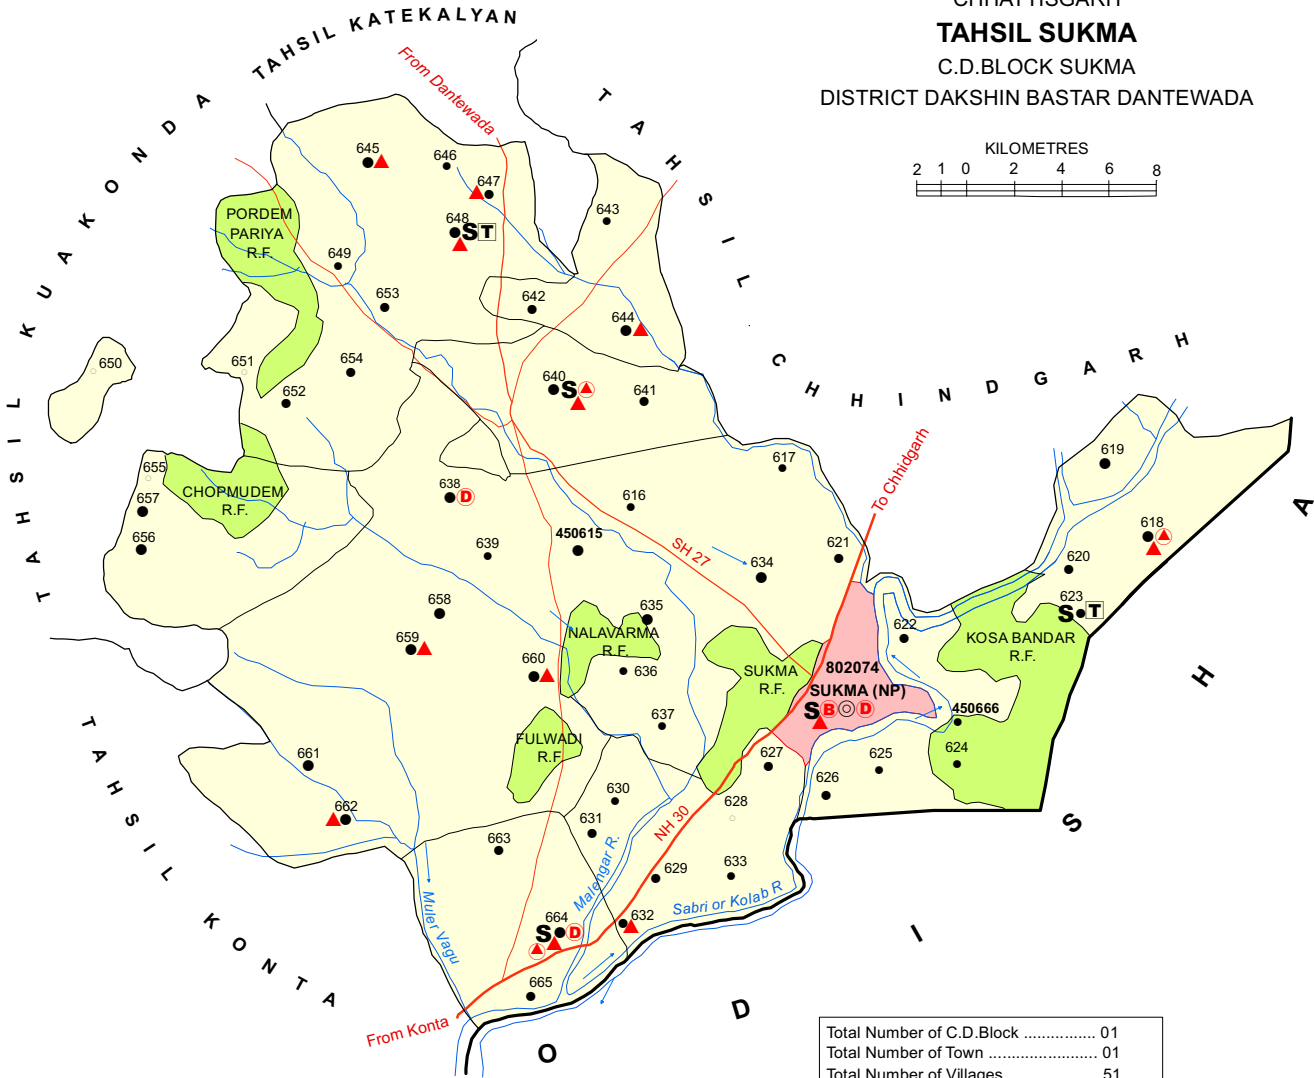 CHHATTISGARH
TAHSIL SUKMA
C.D.BLOCK SUKMA
DISTRICT DAKSHIN BASTAR DANTEWADA
KILOMETRES
2 1 0 2 4 6 8
TAHSIL KATEKALYAN
TAHSIL KUAKONDA
TAHSIL CHHINDGARH
TAHSIL KONTA
ODISHA
From Dantewada
645
646
647
648
S T
643
PORDEM
PARIYA
R.F.
649
653
642
644
650
651
654
652
640
S
641
655
657
656
CHOPMUDEM
R.F.
638
D
639
616
450615
617
SH 27
634
621
To Chhidgarh
619
618
620
623
S T
622
KOSA BANDAR
R.F.
658
659
660
635
NALAVARMA
R.F.
636
637
SUKMA
R.F.
802074
SUKMA (NP)
S B D
450666
624
625
626
627
628
FULWADI
R.F.
661
662
663
630
631
Malengar R.
NH 30
629
633
632
Sabri or Kolab R
Muler Vagu
664
S D
665
From Konta
Total Number of C.D.Block ................ 01
Total Number of Town ........................ 01
Total Number of Villages 51